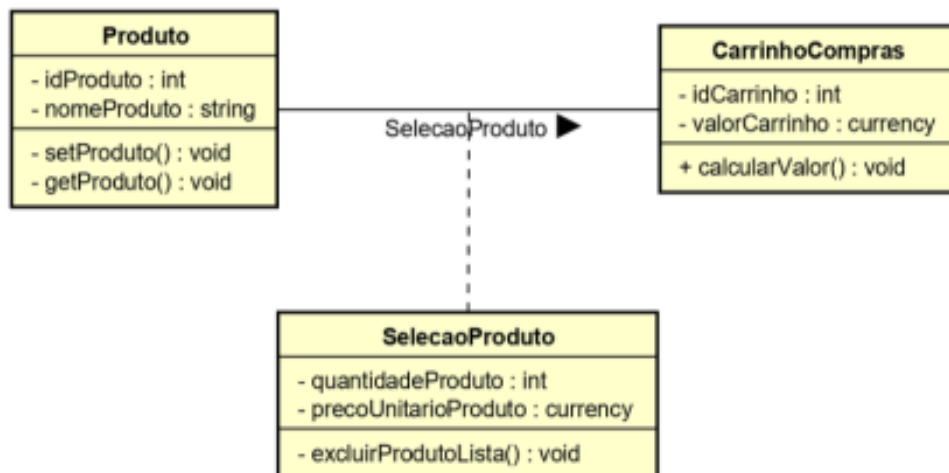 Produto
- idProduto : int
- nomeProduto : string
- setProduto() : void
- getProduto() : void
SelecaoProduto
CarrinhoCompras
- idCarrinho : int
- valorCarrinho : currency
+ calcularValor() : void
SelecaoProduto
- quantidadeProduto : int
- precoUnitarioProduto : currency
- excluirProdutoLista() : void